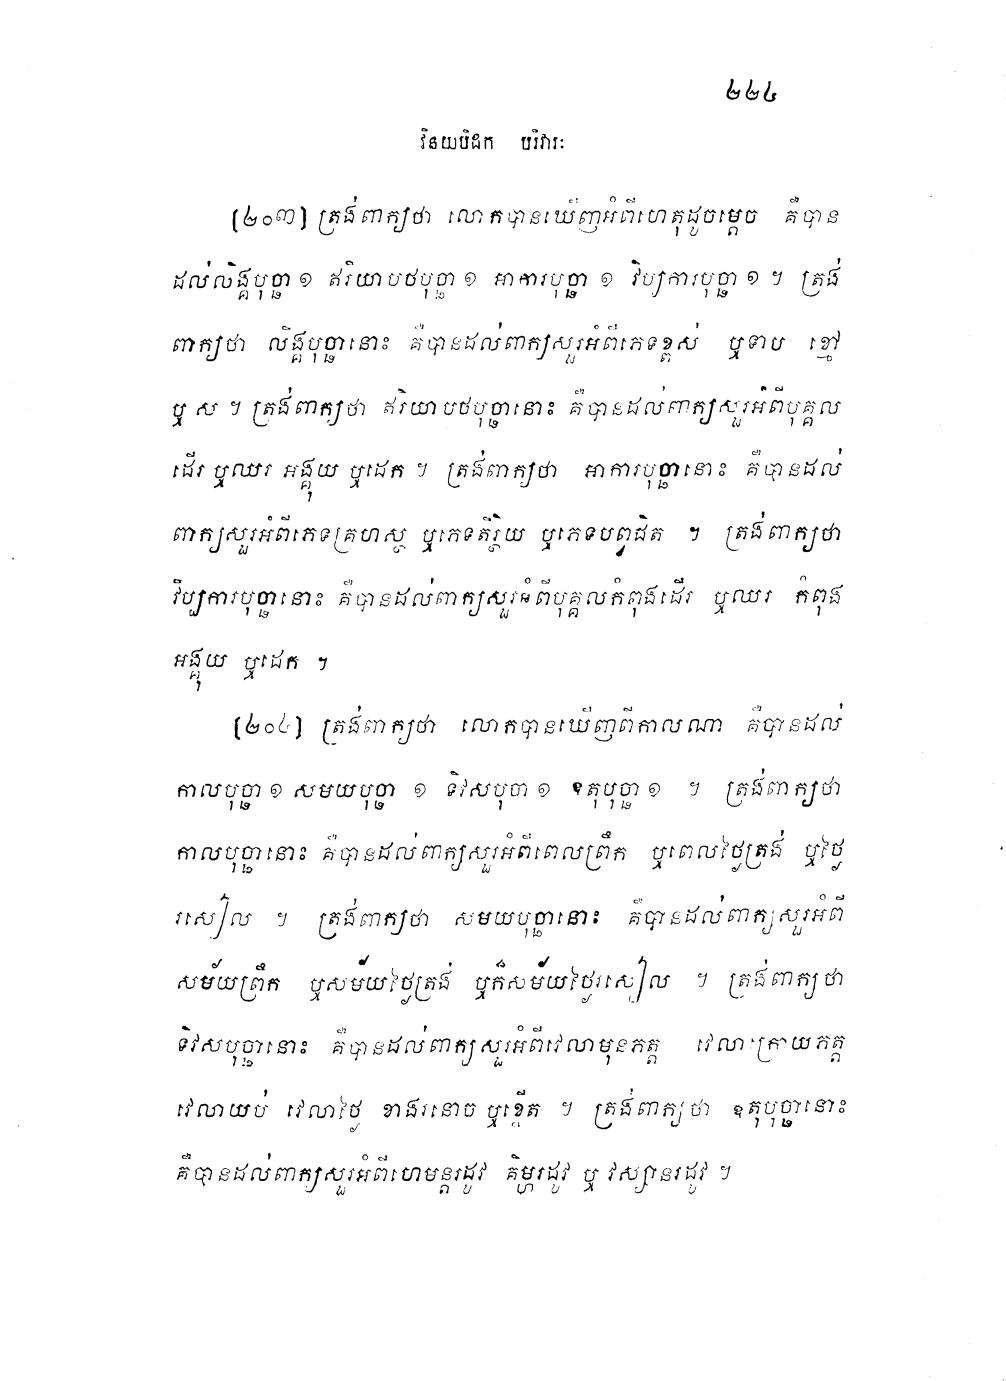 ២២៤
វិនយបិដក បរិវារៈ
[២០៣] ត្រង់ពាក្យថា លោកបានឃើញអំពីហេតុដូចម្តេច គឺបាន
ដល់លិង្គបុច្ឆា ១ ឥរិយាបថបុច្ឆា ១ អាការបុច្ឆា ១ វិប្បការបុច្ឆា ១ ។ ត្រង់
ពាក្យថា លិង្គបុច្ឆានោះ គឺបានដល់ពាក្យសួរអំពីភេទខ្ពស់ ឬទាប ខ្មៅ
ឬ ស ។ ត្រង់ពាក្យថា ឥរិយាបថបុច្ឆានោះ គឺបានដល់ពាក្យសួរអំពីបុគ្គល
ដើរ ឬឈរ អង្គុយ ឬដេក ។ ត្រង់ពាក្យថា អាការបុច្ឆានោះ គឺបានដល់
ពាក្យសួរអំពីភេទគ្រហស្ថ ឬភេទតិរ្ថិយ ឬភេទបព្វជិត ។ ត្រង់ពាក្យថា
វិប្បការបុច្ឆានោះ គឺបានដល់ពាក្យសួរអំពីបុគ្គលកំពុងដើរ ឬឈរ កំពុង
អង្គុយ ឬដេក ។
[២០៤] ត្រង់ពាក្យថា លោកបានឃើញពីកាលណា គឺបានដល់
កាលបុច្ឆា ១ សមយបុច្ឆា ១ ទិវសបុច្ឆា ១ ឧតុបុច្ឆា ១ ។ ត្រង់ពាក្យថា
កាលបុច្ឆានោះ គឺបានដល់ពាក្យសួរអំពីពេលព្រឹក ឬពេលថ្ងៃត្រង់ ឬថ្ងៃ
រសៀល ។ ត្រង់ពាក្យថា សមយបុច្ឆានោះ គឺបានដល់ពាក្យសួរអំពី
សម័យព្រឹក ឬសម័យថ្ងៃត្រង់ ឬក៏សម័យថ្ងៃរសៀល ។ ត្រង់ពាក្យថា
ទិវសបុច្ឆានោះ គឺបានដល់ពាក្យសួរអំពីវេលាមុនភត្ត វេលាក្រោយភត្ត
វេលាយប់ វេលាថ្ងៃ ខាងរនោច ឬខ្នើត ។ ត្រង់ពាក្យថា ឧតុបុច្ឆានោះ
គឺបានដល់ពាក្យសួរអំពីហេមន្តរដូវ គិម្ហរដូវ ឬ វស្សានរដូវ ។